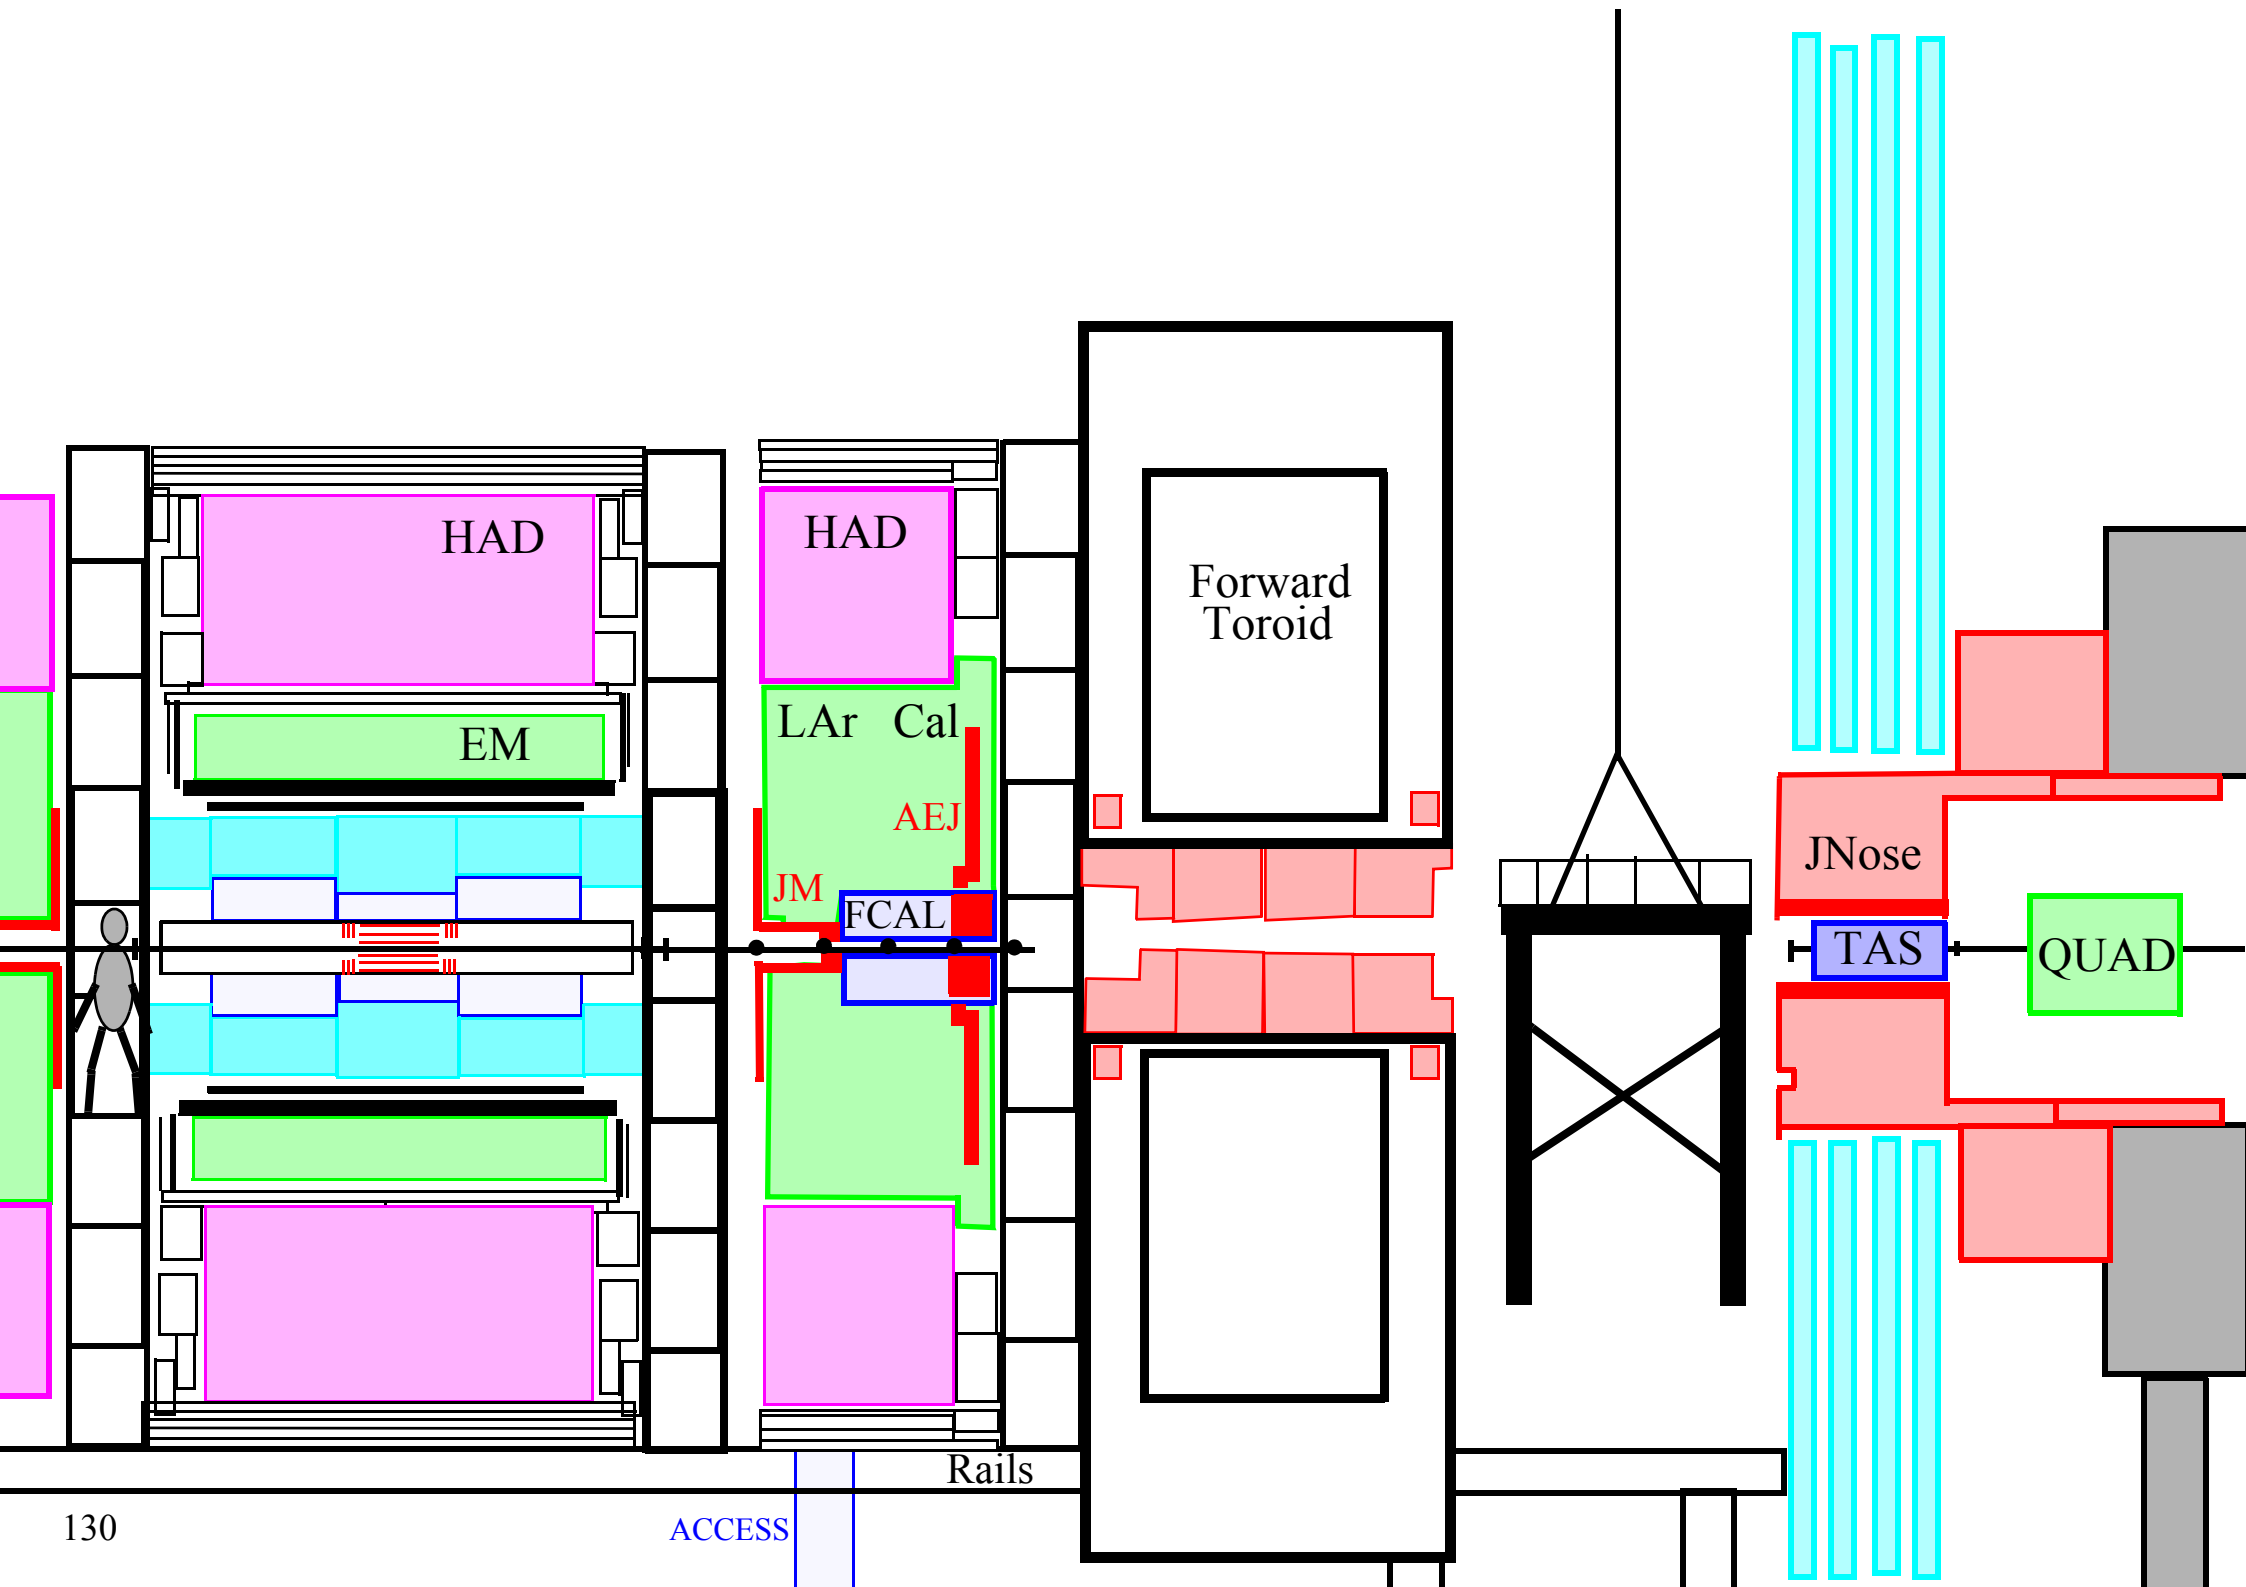 HAD
HAD
Forward
Toroid
LAr Cal
EM
AEJ
JNose
JM
FCAL
TAS
QUAD
Rails
130
ACCESS